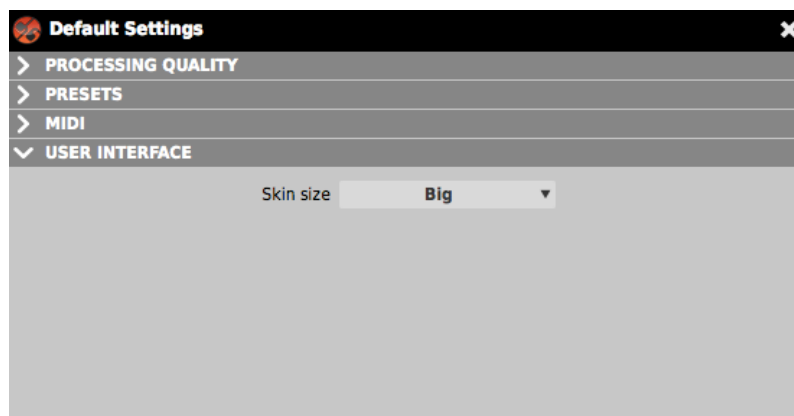 Default Settings
PROCESSING QUALITY
PRESETS
MIDI
USER INTERFACE
Skin size Big